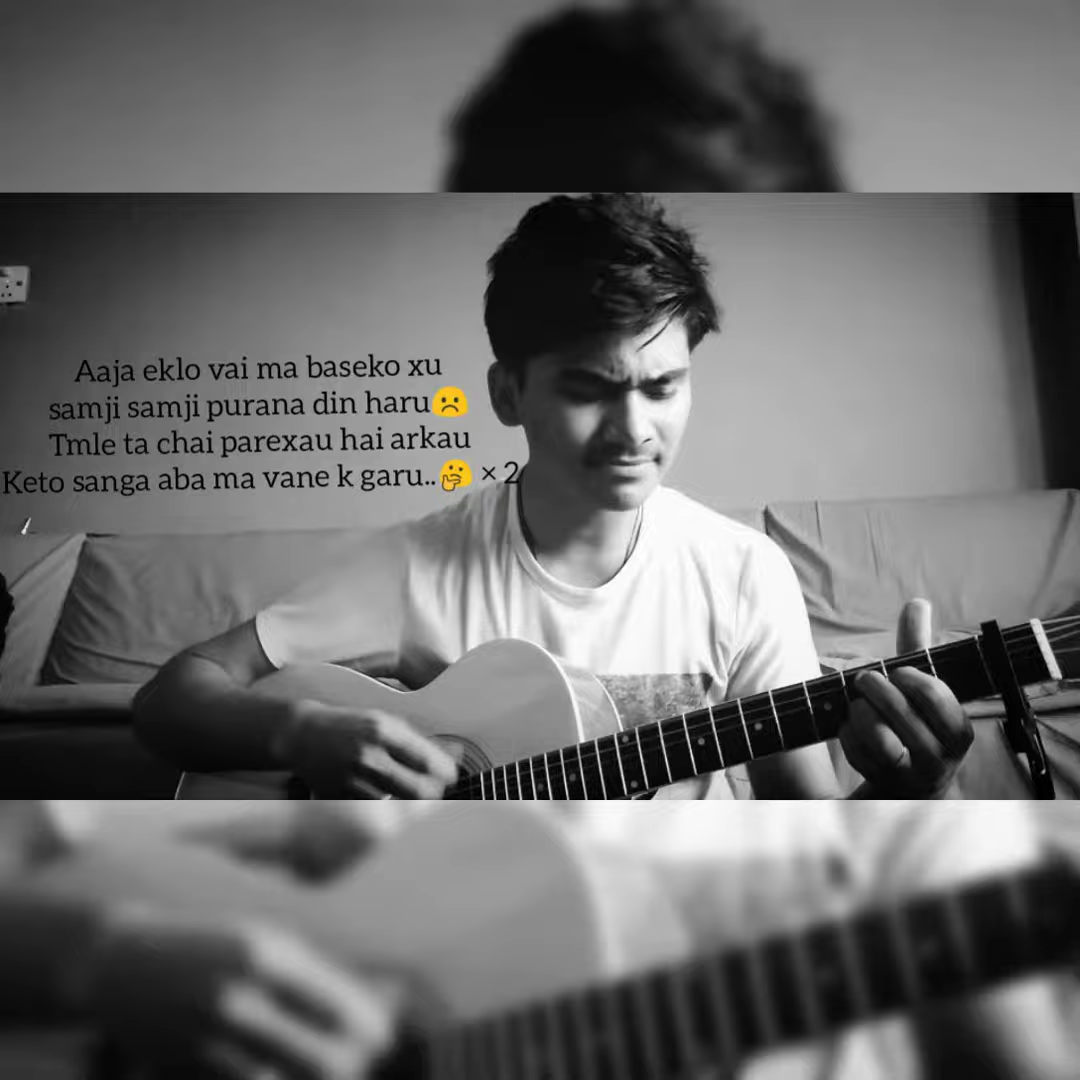 Aaja eklo vai ma baseko xu
samji samji purana din haru☹️
Tmle ta chai parexau hai arkau
Keto sanga aba ma vane k garu..🤔 × 2